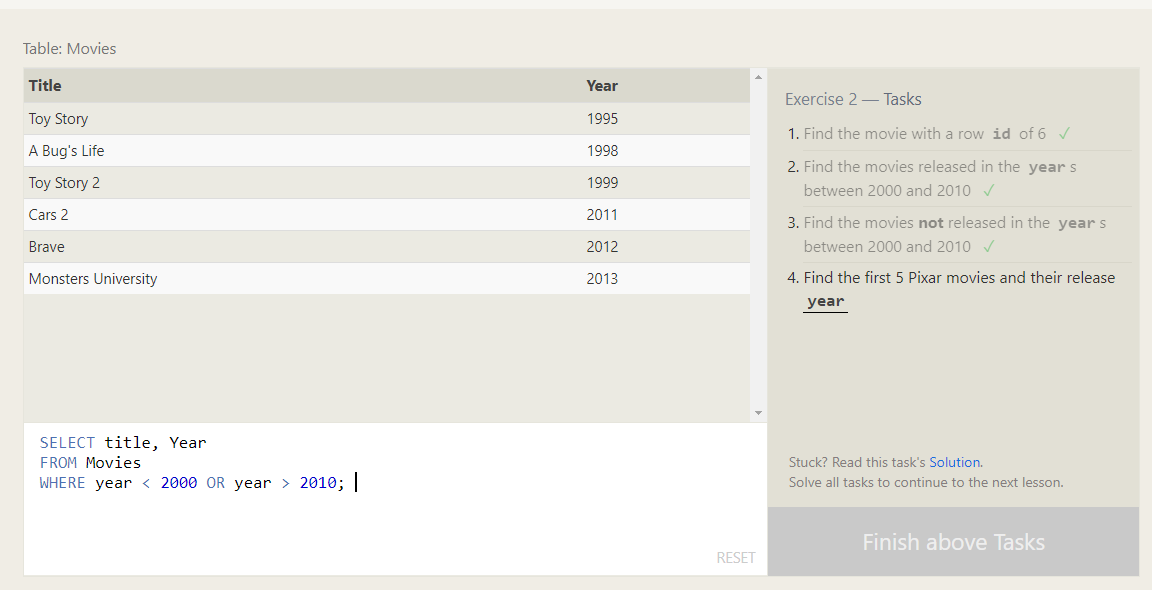 Table: Movies
Title Year
Toy Story 1995
A Bug's Life 1998
Toy Story 2 1999
Cars 2 2011
Brave 2012
Monsters University 2013
SELECT title, Year
FROM Movies
WHERE year < 2000 OR year > 2010;
RESET
Exercise 2 — Tasks
1. Find the movie with a row id of 6 ✓
2. Find the movies released in the year s
between 2000 and 2010 ✓
3. Find the movies not released in the year s
between 2000 and 2010 ✓
4. Find the first 5 Pixar movies and their release
year
Stuck? Read this task's Solution.
Solve all tasks to continue to the next lesson.
Finish above Tasks